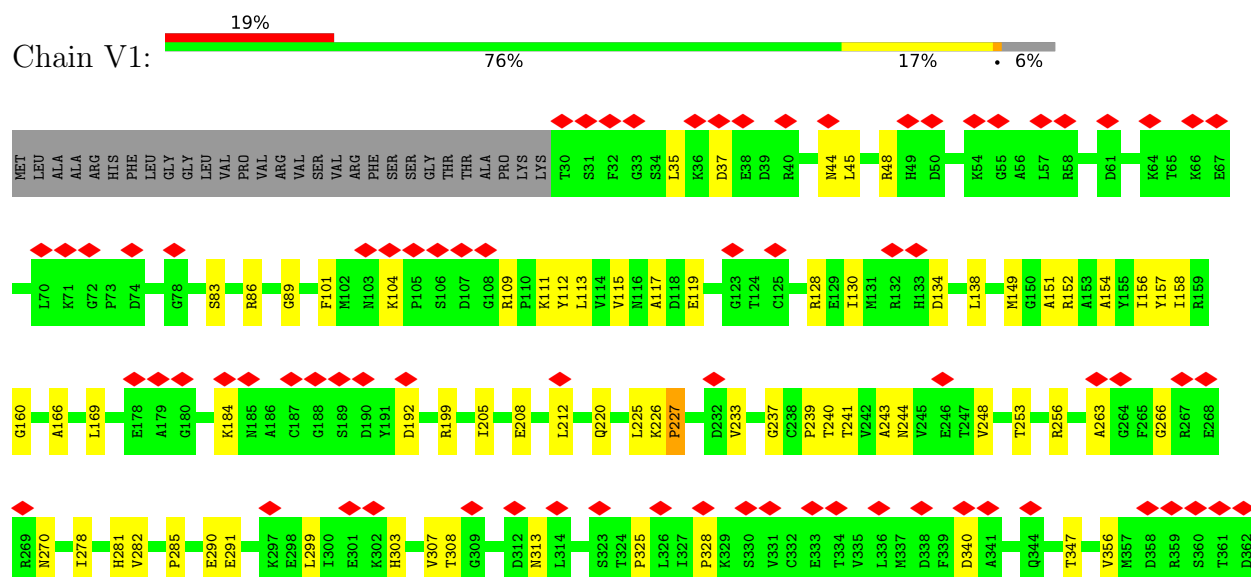 19%
Chain V1:
76% 17% • 6%
MET LEU ALA ALA ARG HIS PHE LEU GLY GLY LEU VAL PRO VAL ARG VAL SER VAL ARG PHE SER SER GLY THR THR ALA PRO LYS LYS T30 S31 F32 G33 S34 L35 K36 D37 E38 D39 R40 N44 L45 R48 H49 D50 K54 G55 A56 L57 R58 D61 K64 T65 K66 E67
L70 K71 G72 P73 D74 G78 S83 R86 G89 F101 M102 N103 K104 P105 S106 D107 G108 R109 P110 K111 Y112 L113 V114 V115 N116 A117 D118 E119 G123 T124 C125 R128 E129 I130 M131 R132 H133 D134 L138 M149 G150 A151 R152 A153 A154 Y155 I156 Y157 I158 R159
G160 A166 L169 E178 A179 G180 K184 N185 A186 C187 G188 S189 D190 Y191 D192 R199 I205 E208 L212 Q220 L225 K226 P227 D232 V233 G237 C238 P239 T240 T241 V242 A243 N244 V245 E246 T247 V248 T253 R256 A263 G264 F265 G266 R267 E268
R269 N270 I278 H281 V282 P285 E290 E291 K297 E298 L299 I300 E301 K302 H303 V307 T308 G309 D312 N313 L314 S323 T324 P325 L326 I327 P328 K329 S330 V331 C332 E333 T334 V335 L336 M337 D338 F339 D340 A341 Q344 T347 V356 M357 D358 R359 S360 T361 D362